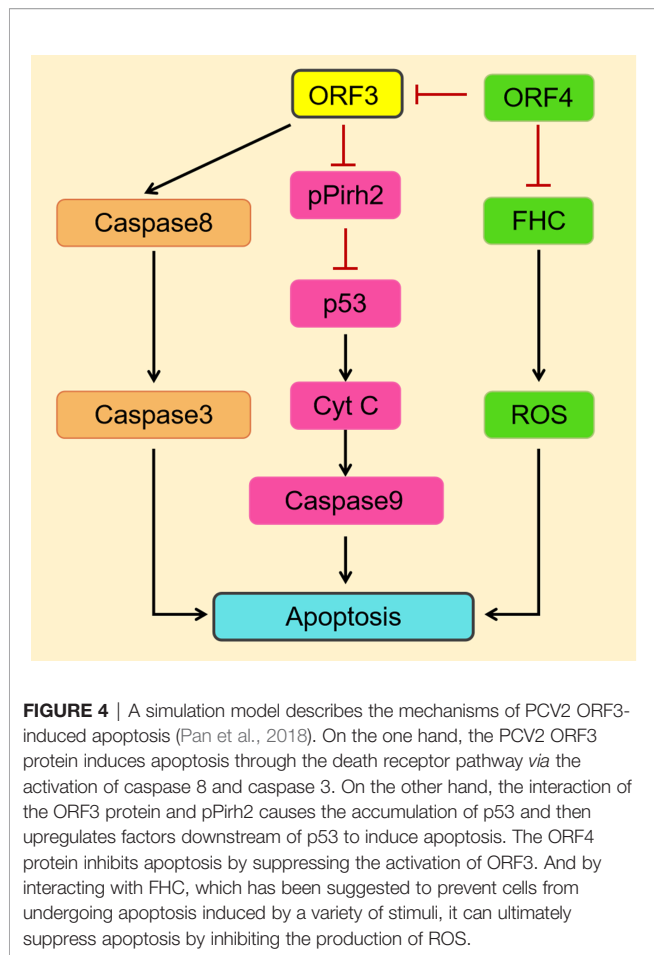 ORF3
ORF4
pPirh2
Caspase8
FHC
p53
Caspase3
Cyt C
ROS
Caspase9
Apoptosis
FIGURE 4 | A simulation model describes the mechanisms of PCV2 ORF3-
induced apoptosis (Pan et al., 2018). On the one hand, the PCV2 ORF3
protein induces apoptosis through the death receptor pathway via the
activation of caspase 8 and caspase 3. On the other hand, the interaction of
the ORF3 protein and pPirh2 causes the accumulation of p53 and then
upregulates factors downstream of p53 to induce apoptosis. The ORF4
protein inhibits apoptosis by suppressing the activation of ORF3. And by
interacting with FHC, which has been suggested to prevent cells from
undergoing apoptosis induced by a variety of stimuli, it can ultimately
suppress apoptosis by inhibiting the production of ROS.